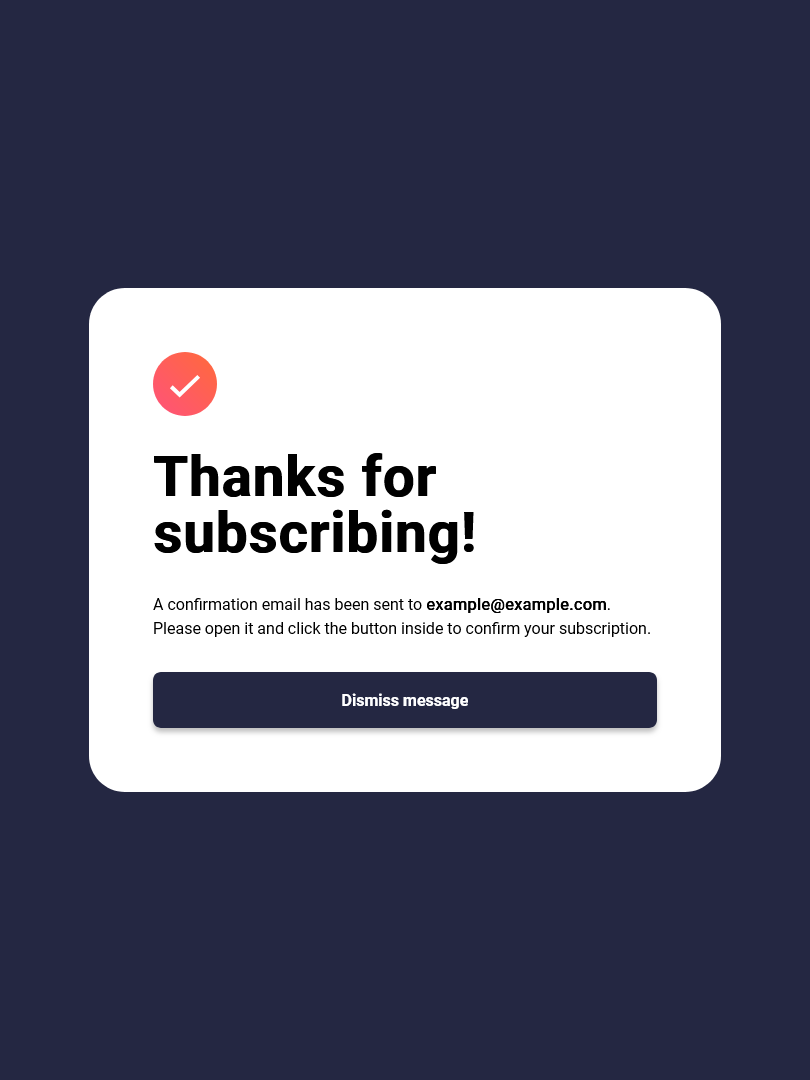 Thanks for
subscribing!
A confirmation email has been sent to example@example.com.
Please open it and click the button inside to confirm your subscription.
Dismiss message